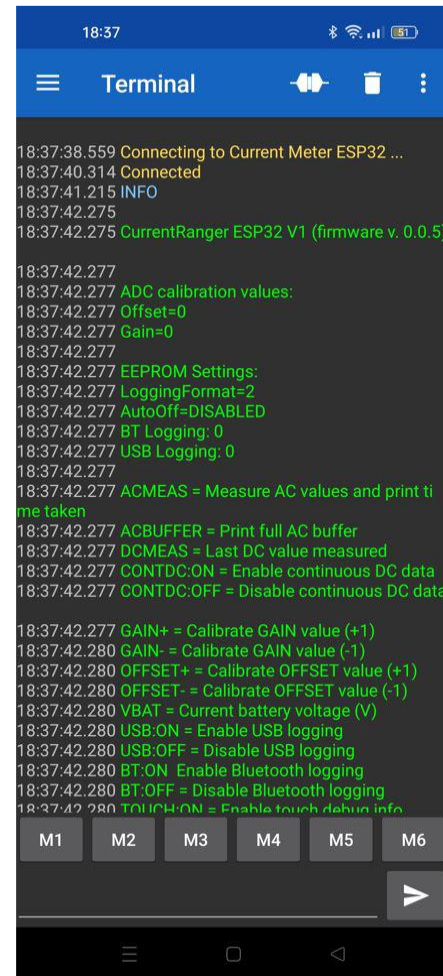 18:37
51
Terminal
18:37:38.559 Connecting to Current Meter ESP32 ...
18:37:40.314 Connected
18:37:41.215 INFO
18:37:42.275
18:37:42.275 CurrentRanger ESP32 V1 (firmware v. 0.0.5)
18:37:42.277
18:37:42.277 ADC calibration values:
18:37:42.277 Offset=0
18:37:42.277 Gain=0
18:37:42.277
18:37:42.277 EEPROM Settings:
18:37:42.277 LoggingFormat=2
18:37:42.277 AutoOff=DISABLED
18:37:42.277 BT Logging: 0
18:37:42.277 USB Logging: 0
18:37:42.277
18:37:42.277 ACMEAS = Measure AC values and print ti
me taken
18:37:42.277 ACBUFFER = Print full AC buffer
18:37:42.277 DCMEAS = Last DC value measured
18:37:42.277 CONTDC:ON = Enable continuous DC data
18:37:42.277 CONTDC:OFF = Disable continuous DC data
18:37:42.277 GAIN+ = Calibrate GAIN value (+1)
18:37:42.280 GAIN- = Calibrate GAIN value (-1)
18:37:42.280 OFFSET+ = Calibrate OFFSET value (+1)
18:37:42.280 OFFSET- = Calibrate OFFSET value (-1)
18:37:42.280 VBAT = Current battery voltage (V)
18:37:42.280 USB:ON = Enable USB logging
18:37:42.280 USB:OFF = Disable USB logging
18:37:42.280 BT:ON  Enable Bluetooth logging
18:37:42.280 BT:OFF = Disable Bluetooth logging
18:37:42.280 TOUCH:ON = Enable touch debug info
M1 M2 M3 M4 M5 M6